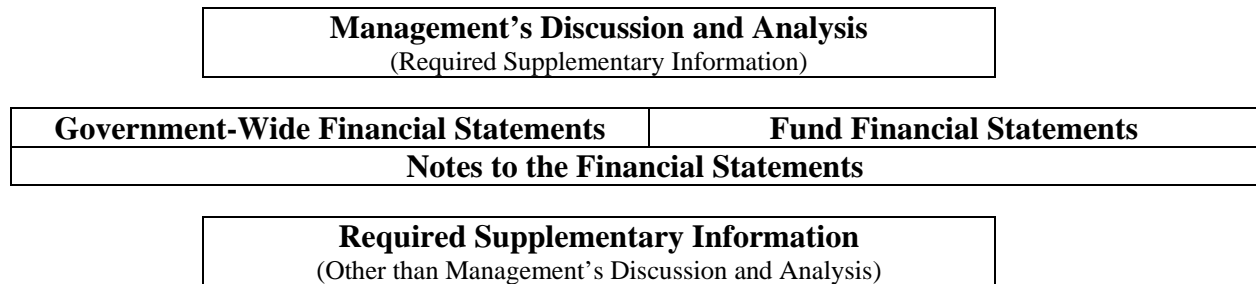 Management’s Discussion and Analysis
(Required Supplementary Information)
Government-Wide Financial Statements Fund Financial Statements
Notes to the Financial Statements
Required Supplementary Information
(Other than Management’s Discussion and Analysis)